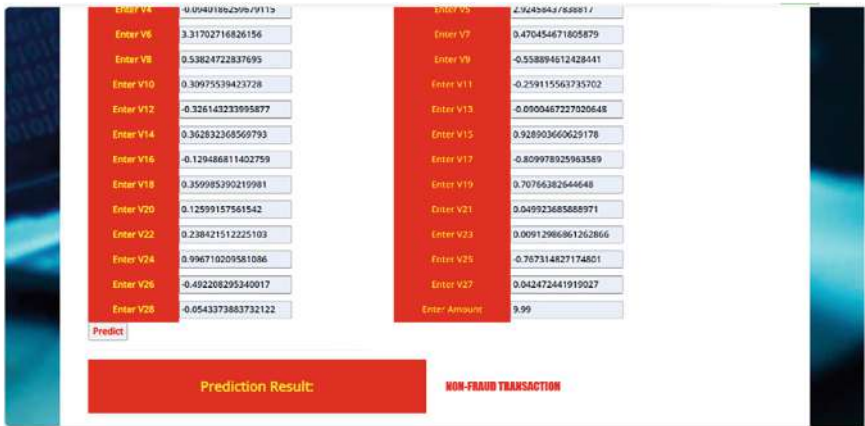 Enter V4 -0.0940186259679115 Enter V5 2.92458437838817
Enter V6 3.31702716826156 Enter V7 0.470454671805879
Enter V8 0.53824722837695 Enter V9 -0.558894612428441
Enter V10 0.30975539423728 Enter V11 -0.259115563735702
Enter V12 -0.326143233995877 Enter V13 -0.0900467227020648
Enter V14 0.362832368569793 Enter V15 0.928903660629178
Enter V16 -0.129486811402759 Enter V17 -0.809978925963589
Enter V18 0.359985390219981 Enter V19 0.70766382644648
Enter V20 0.12599157561542 Enter V21 0.049923685888971
Enter V22 0.238421512225103 Enter V23 0.00912986861262866
Enter V24 0.996710209581086 Enter V25 -0.767314827174801
Enter V26 -0.492208295340017 Enter V27 0.042472441919027
Enter V28 -0.0543373883732122 Enter Amount 9.99
Predict
Prediction Result: NON-FRAUD TRANSACTION